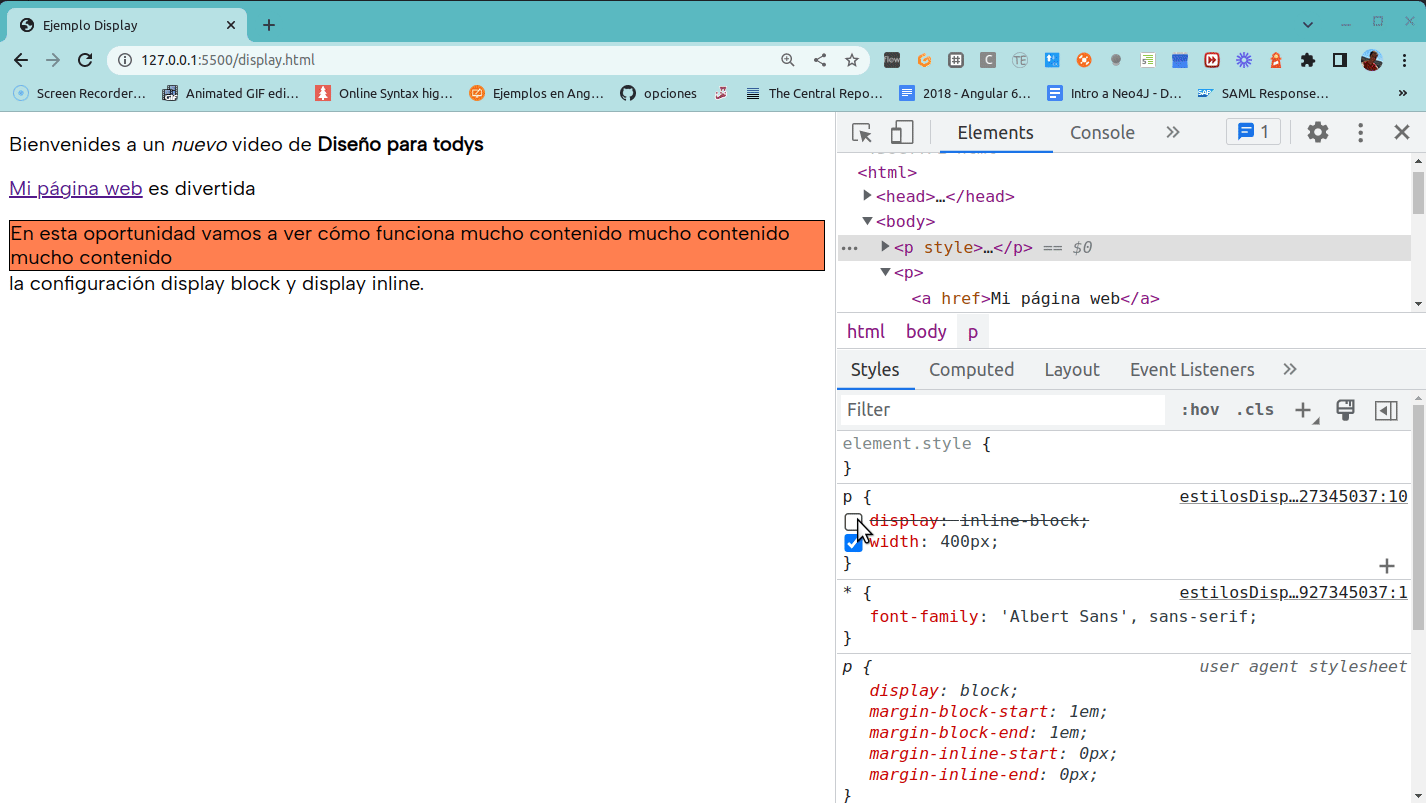 Ejemplo Display
127.0.0.1:5500/display.html
flow
C
TE
Screen Recorder…
Animated GIF edi…
Online Syntax hig…
Ejemplos en Ang…
opciones
The Central Repo…
2018 - Angular 6…
Intro a Neo4J - D…
SAP
SAML Response…
»
Bienvenides a un nuevo video de Diseño para todys
Mi página web es divertida
En esta oportunidad vamos a ver cómo funciona mucho contenido mucho contenido
mucho contenido
la configuración display block y display inline.
Elements
Console
»
1
<html>
<head>…</head>
<body>
… <p style>…</p> == $0
<p>
<a href>Mi página web</a>
html body p
Styles Computed Layout Event Listeners »
Filter
:hov .cls +
element.style {
}
p {
estilosDisp…27345037:10
display: inline-block;
width: 400px;
}
* {
estilosDisp…927345037:1
font-family: 'Albert Sans', sans-serif;
}
p {
user agent stylesheet
display: block;
margin-block-start: 1em;
margin-block-end: 1em;
margin-inline-start: 0px;
margin-inline-end: 0px;
}